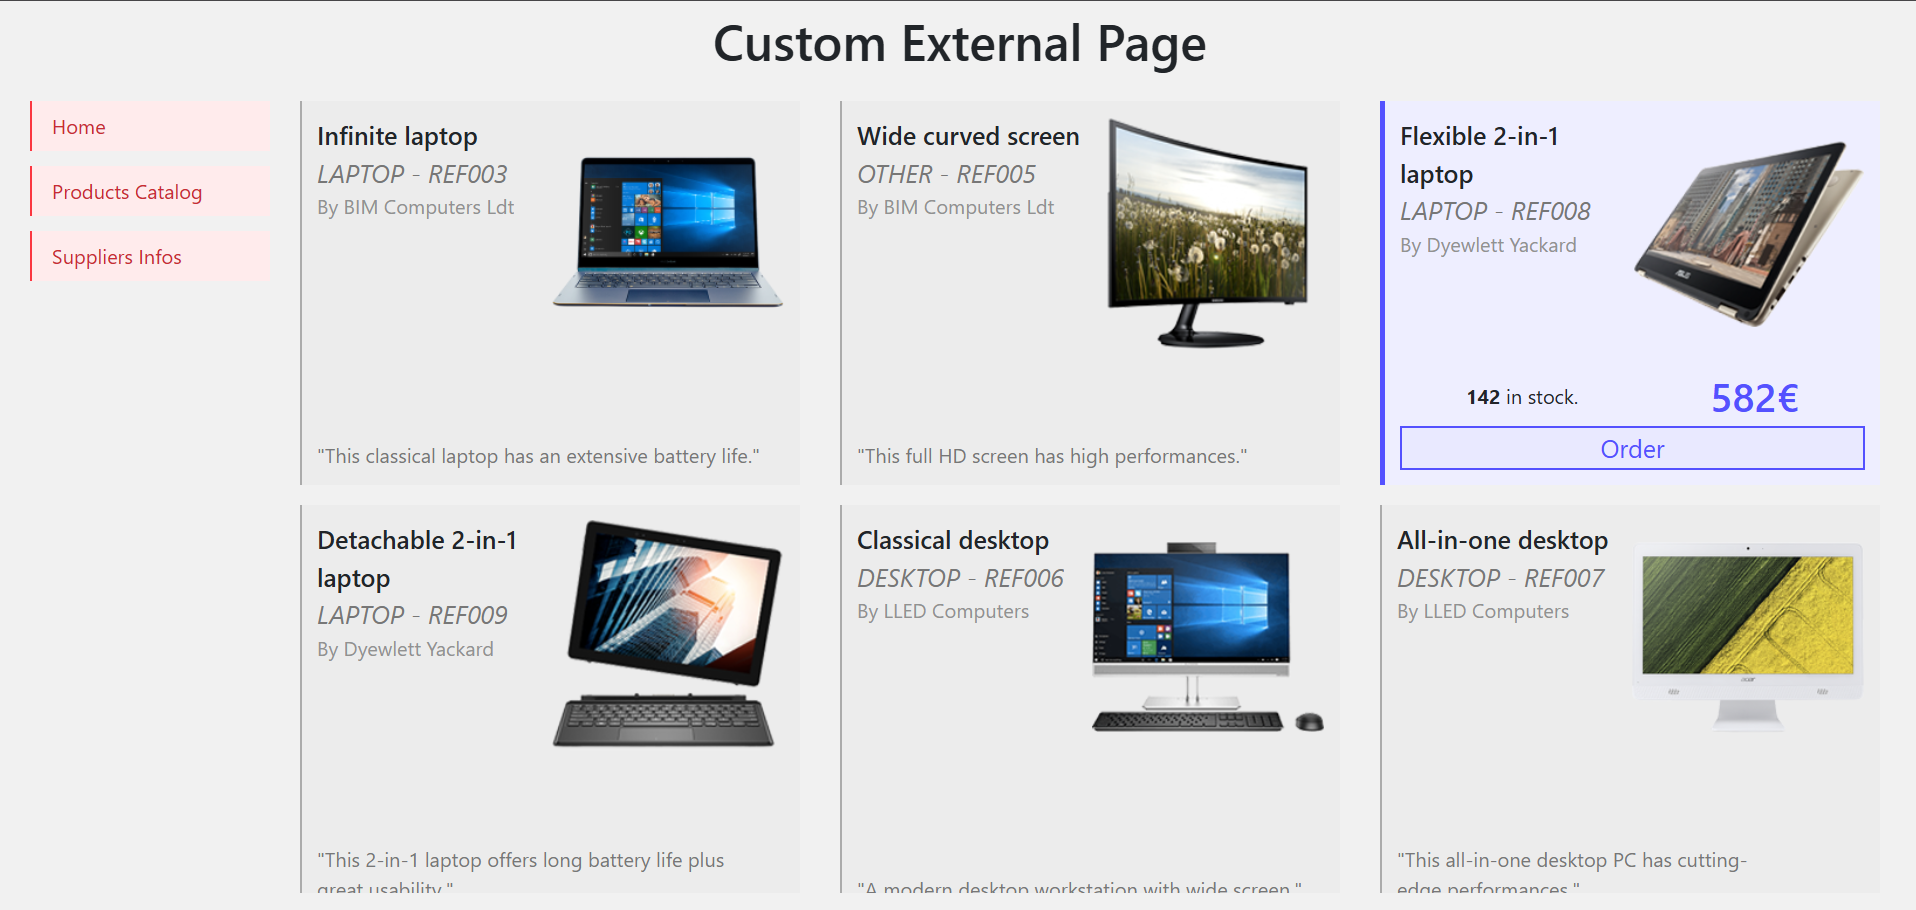 Custom External Page
Home
Products Catalog
Suppliers Infos
Infinite laptop
LAPTOP - REF003
By BIM Computers Ldt
"This classical laptop has an extensive battery life."
Wide curved screen
OTHER - REF005
By BIM Computers Ldt
"This full HD screen has high performances."
Flexible 2-in-1
laptop
LAPTOP - REF008
By Dyewlett Yackard
ASUS
142 in stock.
582€
Order
Detachable 2-in-1
laptop
LAPTOP - REF009
By Dyewlett Yackard
"This 2-in-1 laptop offers long battery life plus
great usability."
Classical desktop
DESKTOP - REF006
By LLED Computers
"A modern desktop workstation with wide screen."
All-in-one desktop
DESKTOP - REF007
By LLED Computers
acer
"This all-in-one desktop PC has cutting-
edge performances."